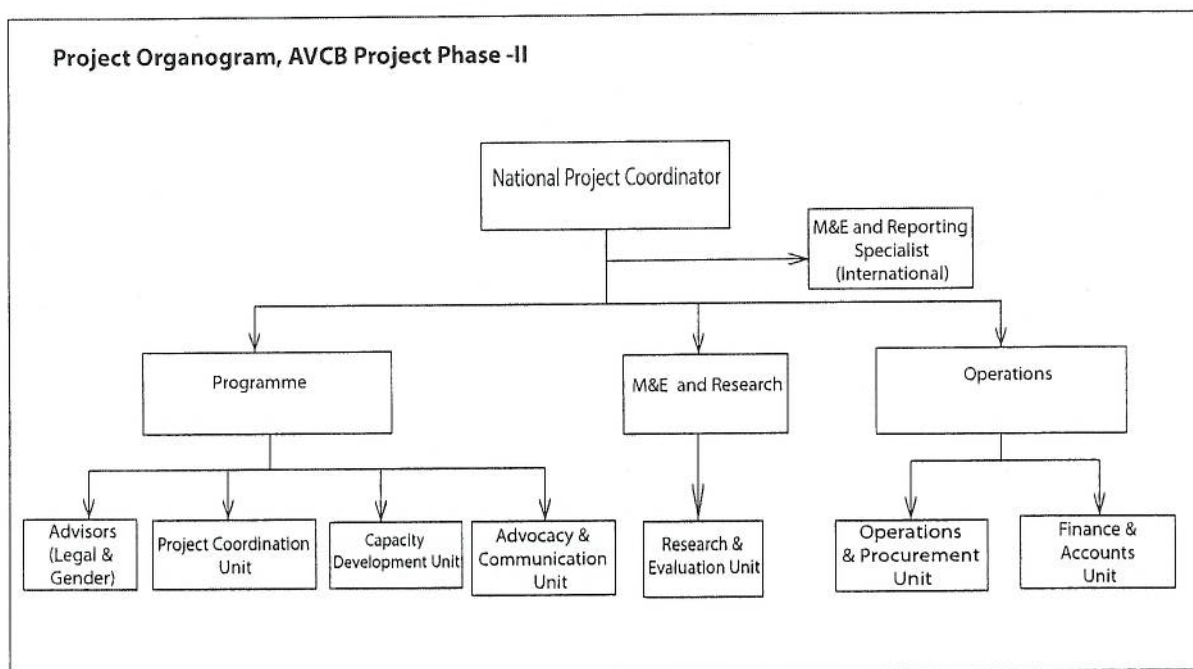 Project Organogram, AVCB Project Phase -II
National Project Coordinator
M&E and Reporting
Specialist
(International)
Programme
M&E and Research
Operations
Advisors
(Legal &
Gender)
Project Coordination
Unit
Capacity
Development Unit
Advocacy &
Communication
Unit
Research &
Evaluation Unit
Operations
& Procurement
Unit
Finance &
Accounts
Unit